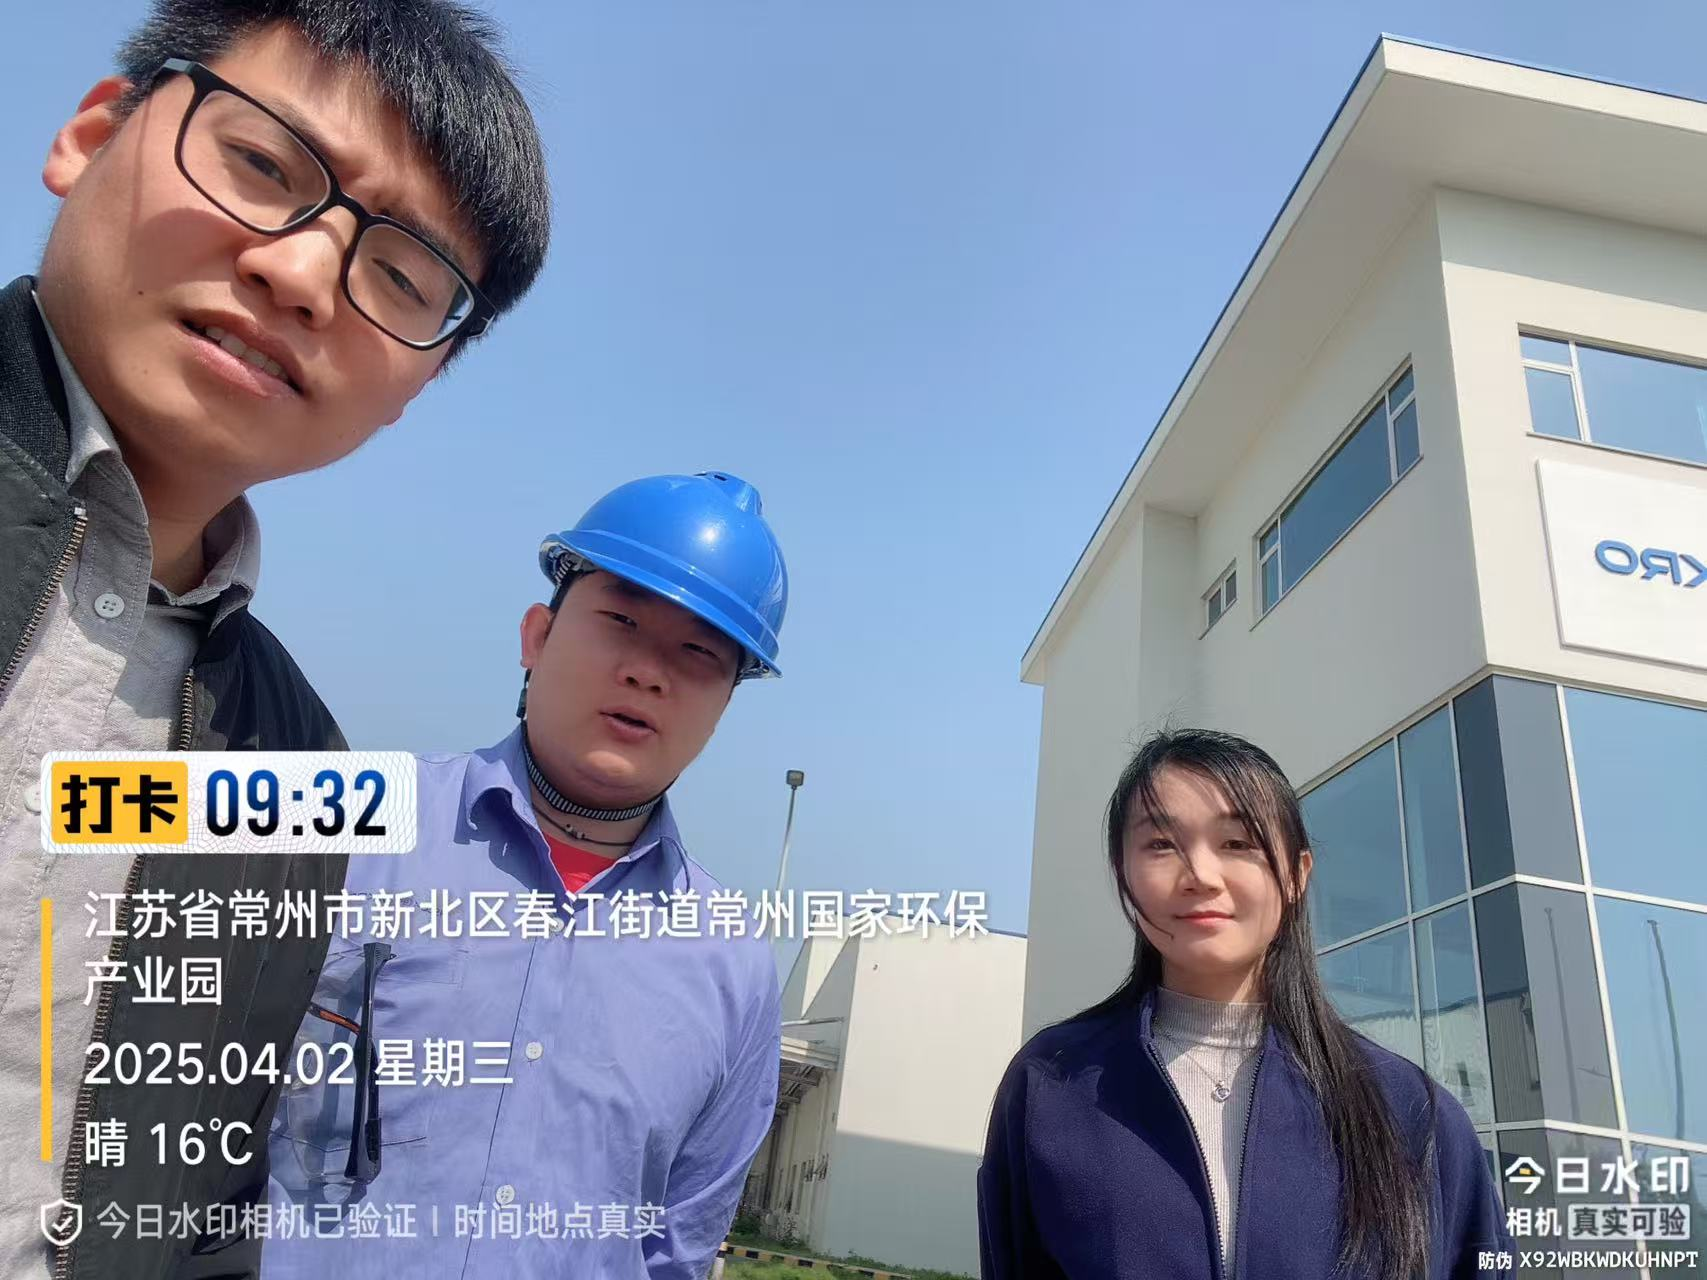 KRO
打卡 09:32
江苏省常州市新北区春江街道常州国家环保
产业园
2025.04.02 星期三
晴 16℃
今日水印相机已验证 | 时间地点真实
今日水印
相机 真实可验
防伪 X92WBKWDKUHNPT